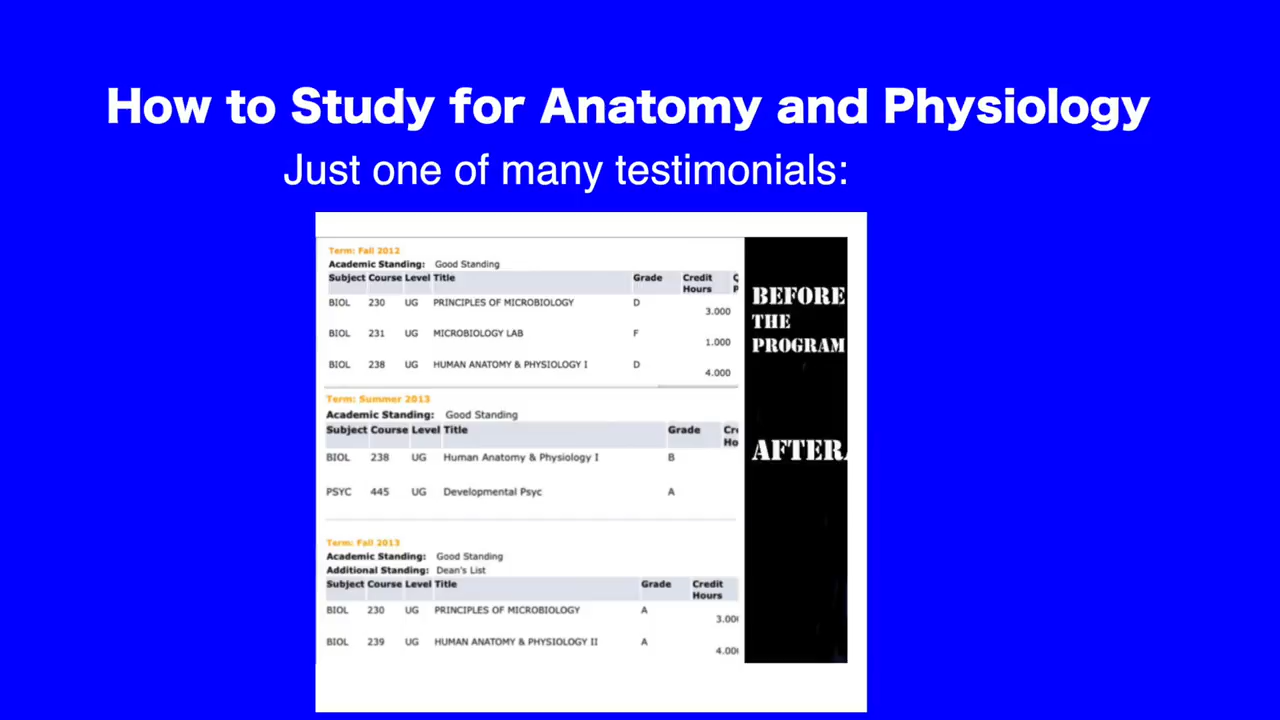 How to Study for Anatomy and Physiology
Just one of many testimonials:
Term: Fall 2012
Academic Standing: Good Standing
Subject Course Level Title Grade Credit Hours
BIOL 230 UG PRINCIPLES OF MICROBIOLOGY D 3.000
BIOL 231 UG MICROBIOLOGY LAB F 1.000
BIOL 238 UG HUMAN ANATOMY & PHYSIOLOGY I D 4.000
BEFORE
THE
PROGRAM
Term: Summer 2013
Academic Standing: Good Standing
Subject Course Level Title Grade
BIOL 238 UG Human Anatomy & Physiology I B
PSYC 445 UG Developmental Psyc A
AFTER
Term: Fall 2013
Academic Standing: Good Standing
Additional Standing: Dean's List
Subject Course Level Title Grade Credit Hours
BIOL 230 UG PRINCIPLES OF MICROBIOLOGY A 3.00
BIOL 239 UG HUMAN ANATOMY & PHYSIOLOGY II A 4.00